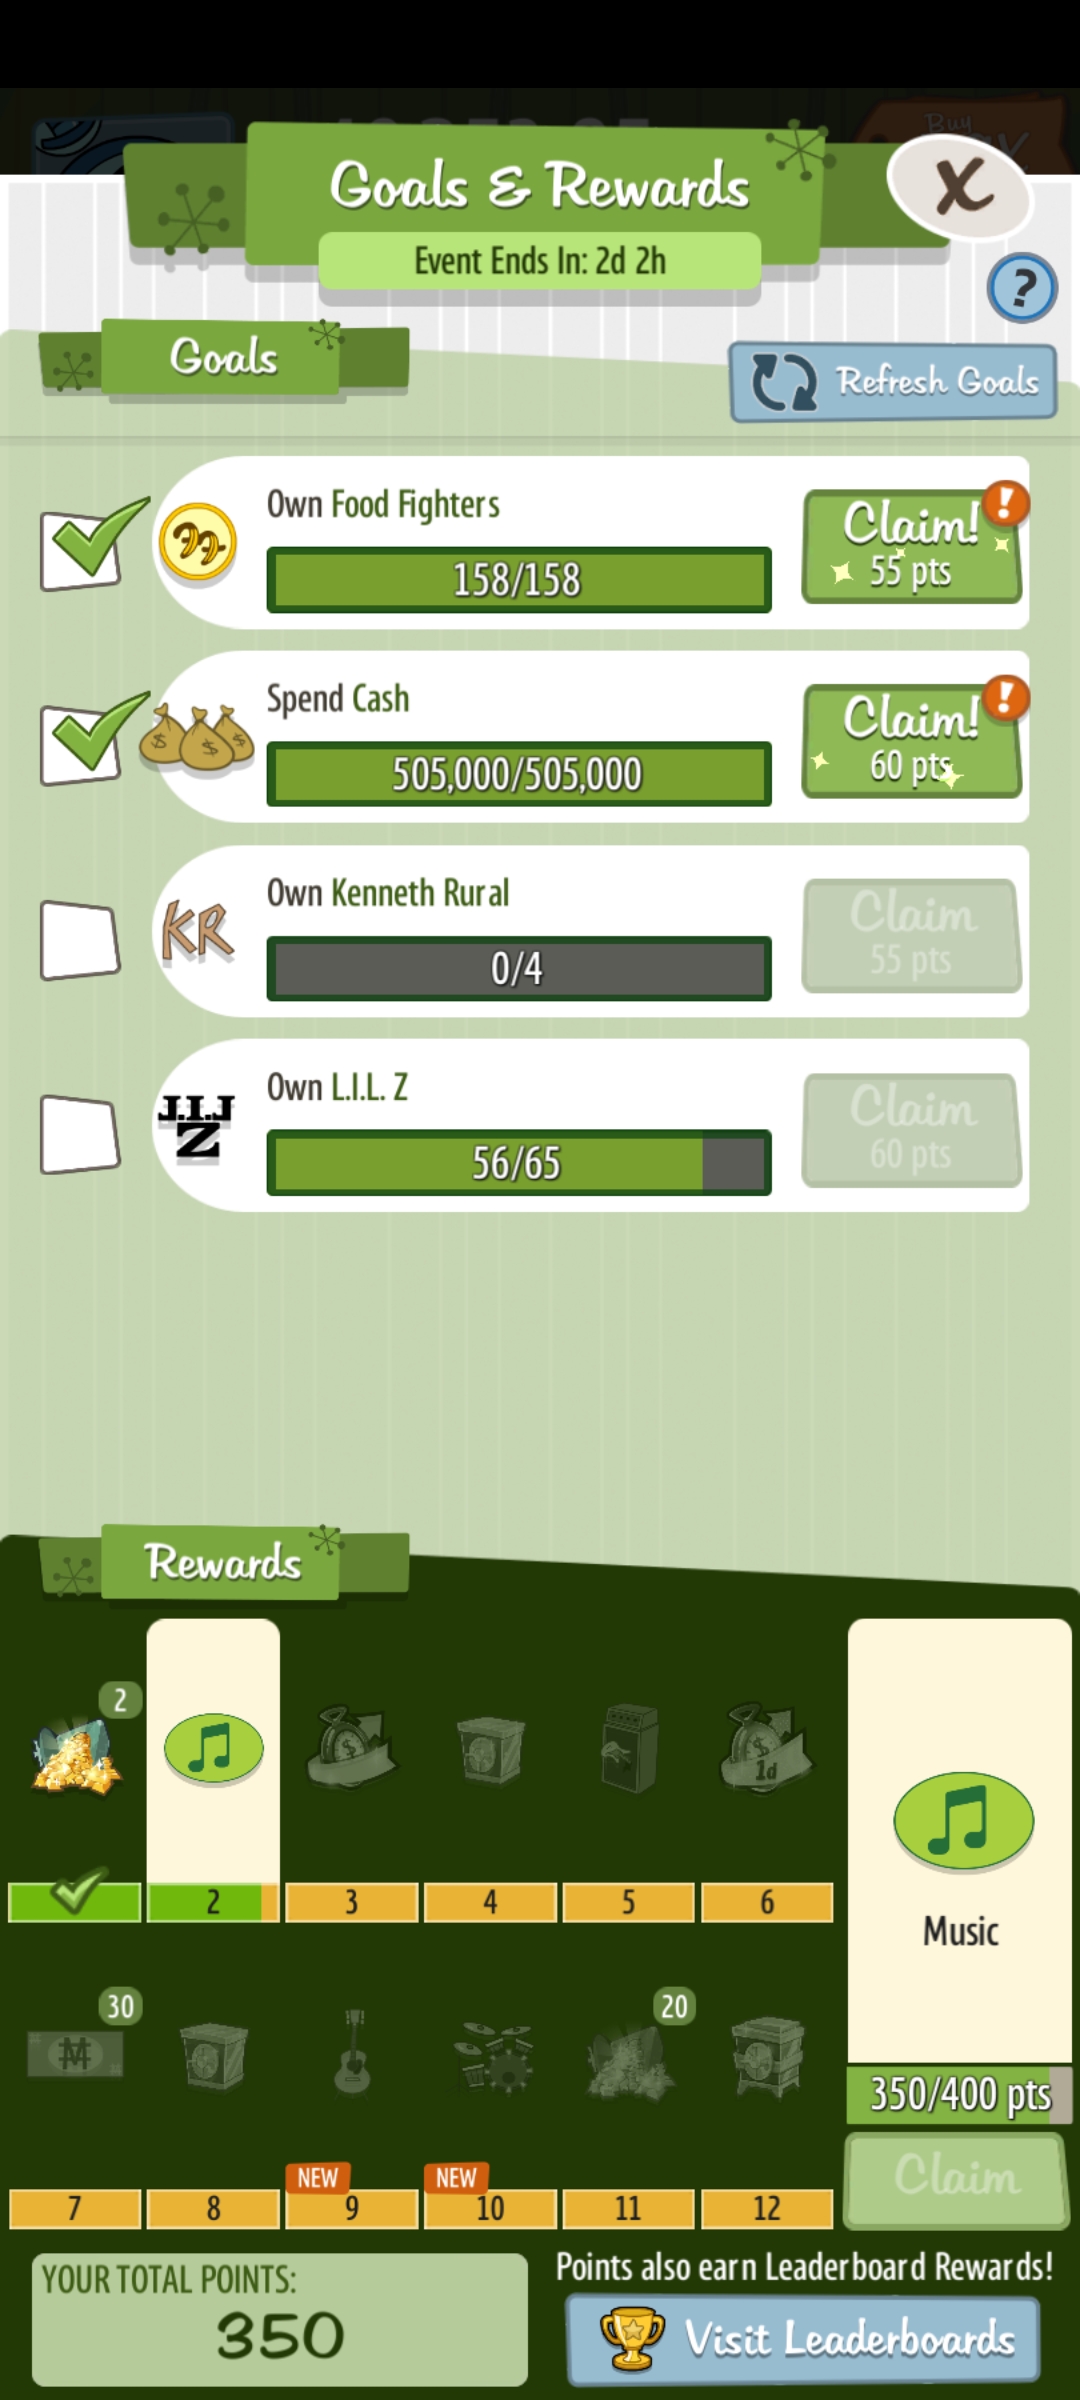 Buy
Goals & Rewards
X
Event Ends In: 2d 2h
?
Goals
Refresh Goals
Own Food Fighters
158/158
Claim!
55 pts
!
Spend Cash
505,000/505,000
Claim!
60 pts
!
Own Kenneth Rural
KR
0/4
Claim
55 pts
Own L.I.L. Z
L.I.L
Z
56/65
Claim
60 pts
Rewards
2
1d
2
3
4
5
6
Music
30
20
350/400 pts
Claim
NEW
NEW
7
8
9
10
11
12
YOUR TOTAL POINTS:
350
Points also earn Leaderboard Rewards!
Visit Leaderboards